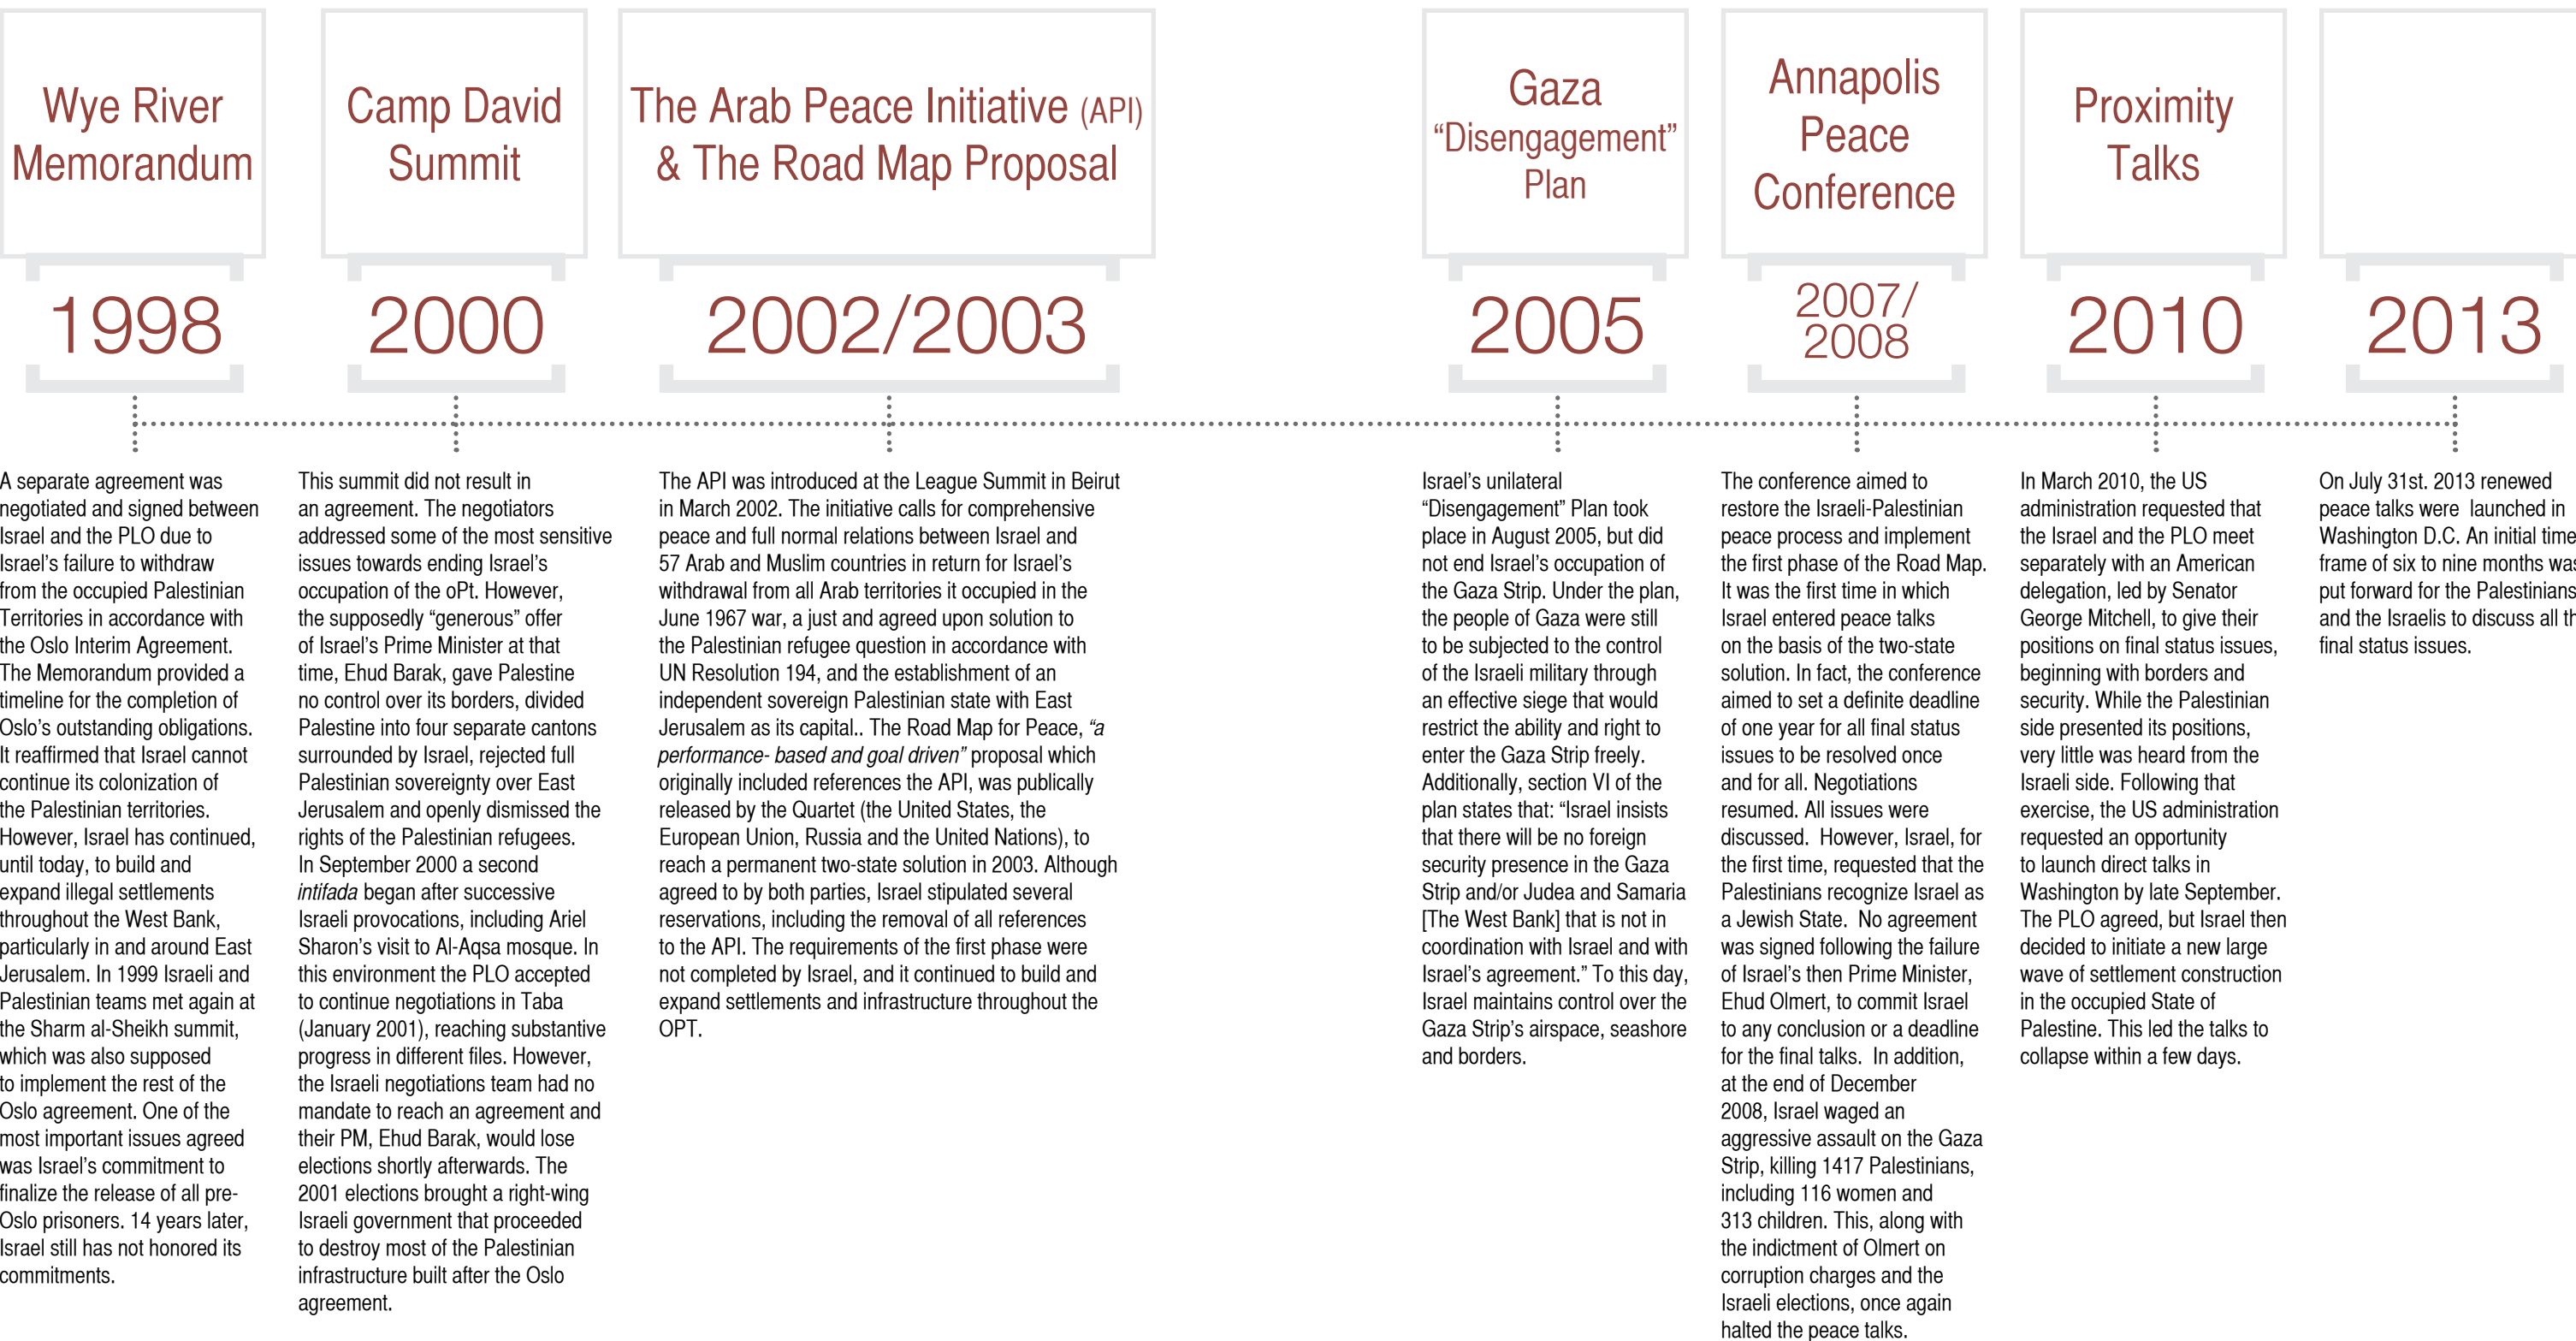 Wye River
Memorandum
1998
A separate agreement was
negotiated and signed between
Israel and the PLO due to
Israel’s failure to withdraw
from the occupied Palestinian
Territories in accordance with
the Oslo Interim Agreement.
The Memorandum provided a
timeline for the completion of
Oslo’s outstanding obligations.
It reaffirmed that Israel cannot
continue its colonization of
the Palestinian territories.
However, Israel has continued,
until today, to build and
expand illegal settlements
throughout the West Bank,
particularly in and around East
Jerusalem. In 1999 Israeli and
Palestinian teams met again at
the Sharm al-Sheikh summit,
which was also supposed
to implement the rest of the
Oslo agreement. One of the
most important issues agreed
was Israel’s commitment to
finalize the release of all pre-
Oslo prisoners. 14 years later,
Israel still has not honored its
commitments.
Camp David
Summit
2000
This summit did not result in
an agreement. The negotiators
addressed some of the most sensitive
issues towards ending Israel’s
occupation of the oPt. However,
the supposedly “generous” offer
of Israel’s Prime Minister at that
time, Ehud Barak, gave Palestine
no control over its borders, divided
Palestine into four separate cantons
surrounded by Israel, rejected full
Palestinian sovereignty over East
Jerusalem and openly dismissed the
rights of the Palestinian refugees.
In September 2000 a second
intifada began after successive
Israeli provocations, including Ariel
Sharon’s visit to Al-Aqsa mosque. In
this environment the PLO accepted
to continue negotiations in Taba
(January 2001), reaching substantive
progress in different files. However,
the Israeli negotiations team had no
mandate to reach an agreement and
their PM, Ehud Barak, would lose
elections shortly afterwards. The
2001 elections brought a right-wing
Israeli government that proceeded
to destroy most of the Palestinian
infrastructure built after the Oslo
agreement.
The Arab Peace Initiative (API)
& The Road Map Proposal
2002/2003
The API was introduced at the League Summit in Beirut
in March 2002. The initiative calls for comprehensive
peace and full normal relations between Israel and
57 Arab and Muslim countries in return for Israel’s
withdrawal from all Arab territories it occupied in the
June 1967 war, a just and agreed upon solution to
the Palestinian refugee question in accordance with
UN Resolution 194, and the establishment of an
independent sovereign Palestinian state with East
Jerusalem as its capital.. The Road Map for Peace, “a
performance- based and goal driven” proposal which
originally included references the API, was publically
released by the Quartet (the United States, the
European Union, Russia and the United Nations), to
reach a permanent two-state solution in 2003. Although
agreed to by both parties, Israel stipulated several
reservations, including the removal of all references
to the API. The requirements of the first phase were
not completed by Israel, and it continued to build and
expand settlements and infrastructure throughout the
OPT.
Gaza
“Disengagement”
Plan
2005
Israel’s unilateral
“Disengagement” Plan took
place in August 2005, but did
not end Israel’s occupation of
the Gaza Strip. Under the plan,
the people of Gaza were still
to be subjected to the control
of the Israeli military through
an effective siege that would
restrict the ability and right to
enter the Gaza Strip freely.
Additionally, section VI of the
plan states that: “Israel insists
that there will be no foreign
security presence in the Gaza
Strip and/or Judea and Samaria
[The West Bank] that is not in
coordination with Israel and with
Israel’s agreement.” To this day,
Israel maintains control over the
Gaza Strip’s airspace, seashore
and borders.
Annapolis
Peace
Conference
2007/
2008
The conference aimed to
restore the Israeli-Palestinian
peace process and implement
the first phase of the Road Map.
It was the first time in which
Israel entered peace talks
on the basis of the two-state
solution. In fact, the conference
aimed to set a definite deadline
of one year for all final status
issues to be resolved once
and for all. Negotiations
resumed. All issues were
discussed.  However, Israel, for
the first time, requested that the
Palestinians recognize Israel as
a Jewish State.  No agreement
was signed following the failure
of Israel’s then Prime Minister,
Ehud Olmert, to commit Israel
to any conclusion or a deadline
for the final talks.  In addition,
at the end of December
2008, Israel waged an
aggressive assault on the Gaza
Strip, killing 1417 Palestinians,
including 116 women and
313 children. This, along with
the indictment of Olmert on
corruption charges and the
Israeli elections, once again
halted the peace talks.
Proximity
Talks
2010
In March 2010, the US
administration requested that
the Israel and the PLO meet
separately with an American
delegation, led by Senator
George Mitchell, to give their
positions on final status issues,
beginning with borders and
security. While the Palestinian
side presented its positions,
very little was heard from the
Israeli side. Following that
exercise, the US administration
requested an opportunity
to launch direct talks in
Washington by late September.
The PLO agreed, but Israel then
decided to initiate a new large
wave of settlement construction
in the occupied State of
Palestine. This led the talks to
collapse within a few days.
2013
On July 31st. 2013 renewed
peace talks were  launched in
Washington D.C. An initial time
frame of six to nine months was
put forward for the Palestinians
and the Israelis to discuss all th
final status issues.